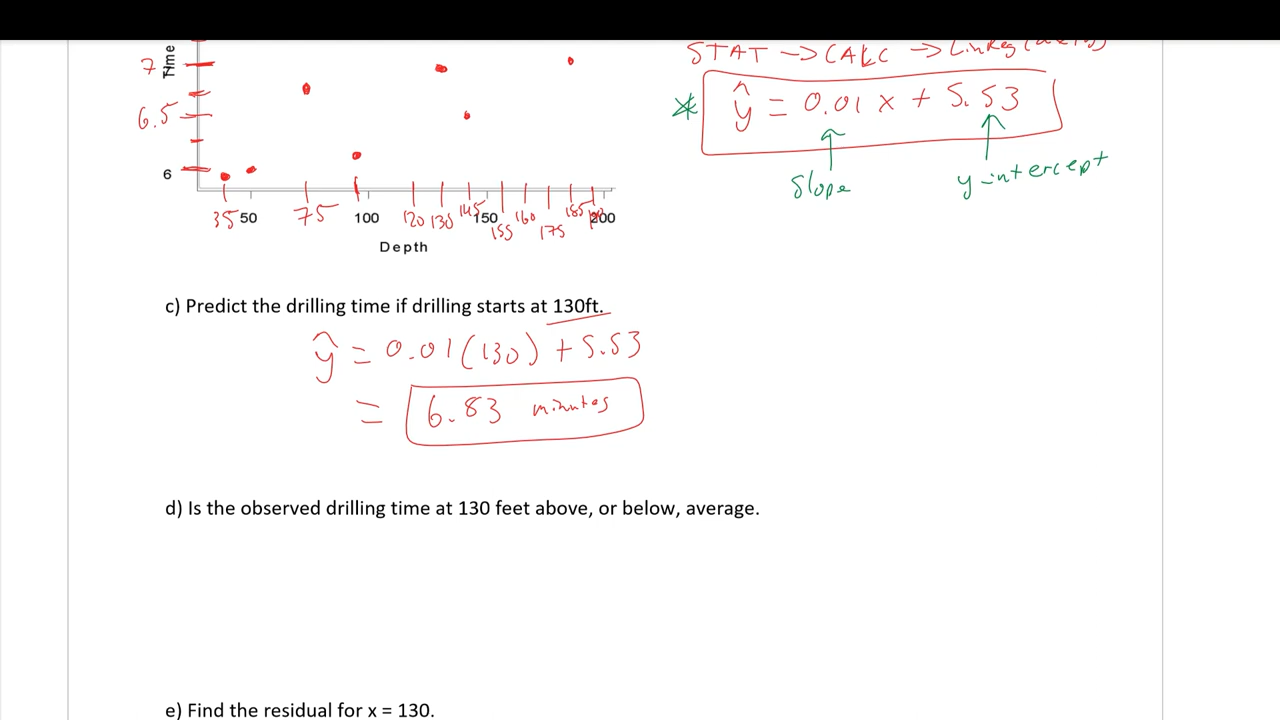 STAT → CALC → LinReg
Time
7
6.5
6
ŷ = 0.01 x + 5.53
slope
y-intercept
35 50 75 100 120 130 145 150 155 160 175 185 190 200
Depth
c) Predict the drilling time if drilling starts at 130ft.
ŷ = 0.01 (130) + 5.53
= 6.83 minutes
d) Is the observed drilling time at 130 feet above, or below, average.
e) Find the residual for x = 130.